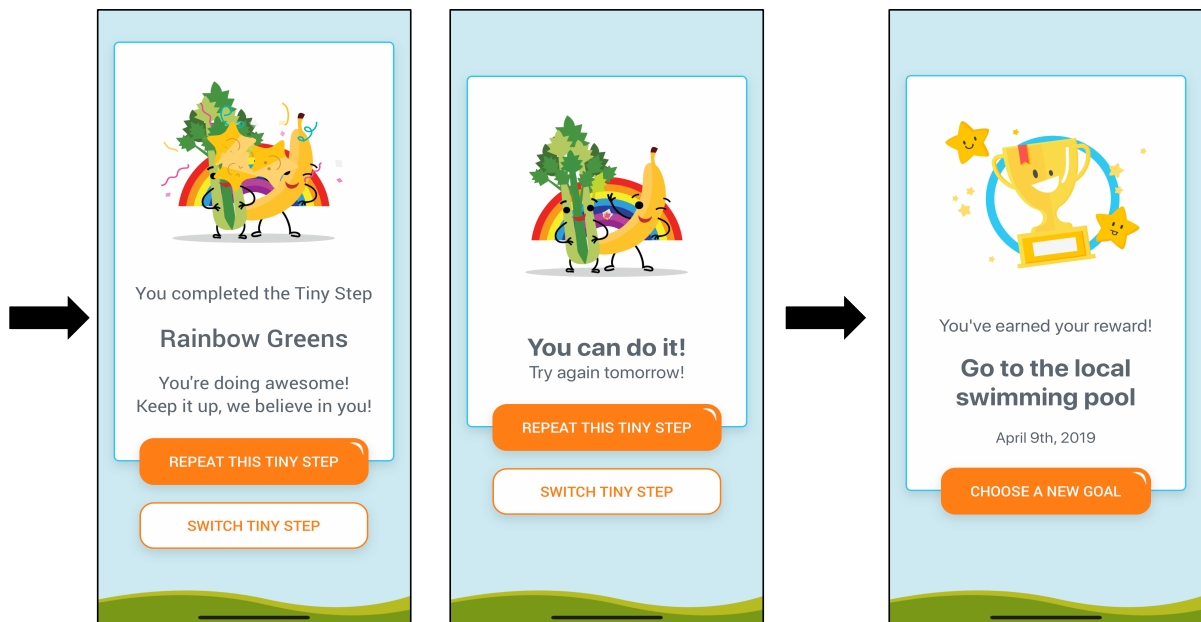 You completed the Tiny Step
Rainbow Greens
You're doing awesome!
Keep it up, we believe in you!
REPEAT THIS TINY STEP
SWITCH TINY STEP
You can do it!
Try again tomorrow!
REPEAT THIS TINY STEP
SWITCH TINY STEP
You've earned your reward!
Go to the local
swimming pool
April 9th, 2019
CHOOSE A NEW GOAL